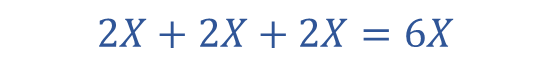 2X + 2X + 2X = 6X